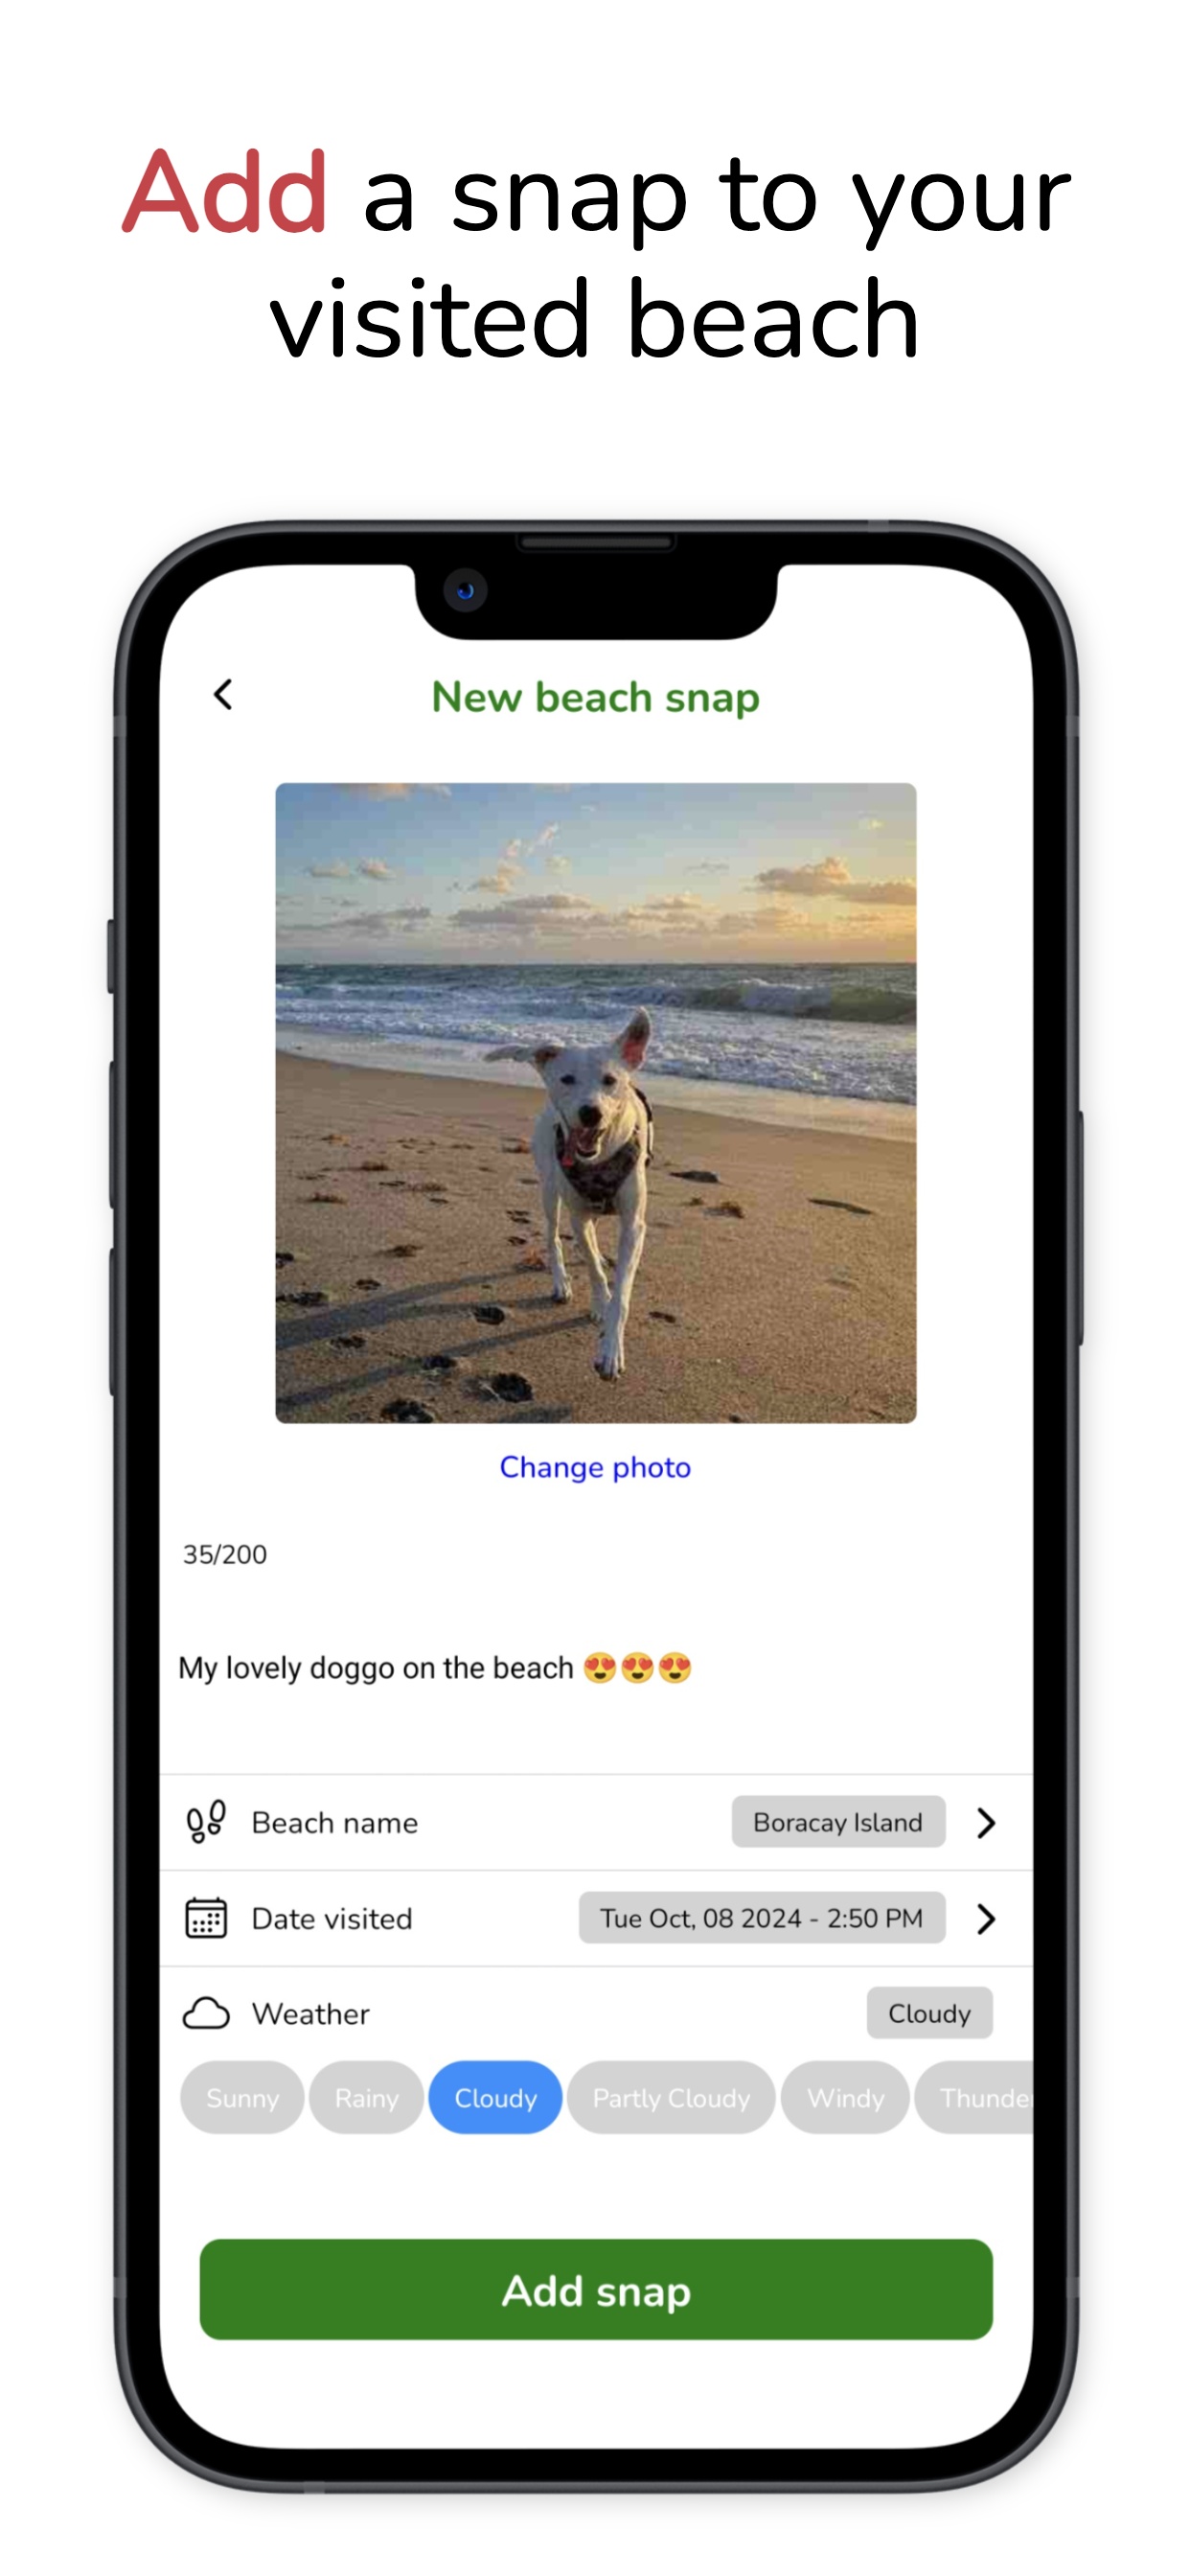 Add a snap to your
visited beach
New beach snap
Change photo
35/200
My lovely doggo on the beach 😍😍😍
Beach name Boracay Island
Date visited Tue Oct, 08 2024 - 2:50 PM
Weather Cloudy
Sunny Rainy Cloudy Partly Cloudy Windy Thunder
Add snap